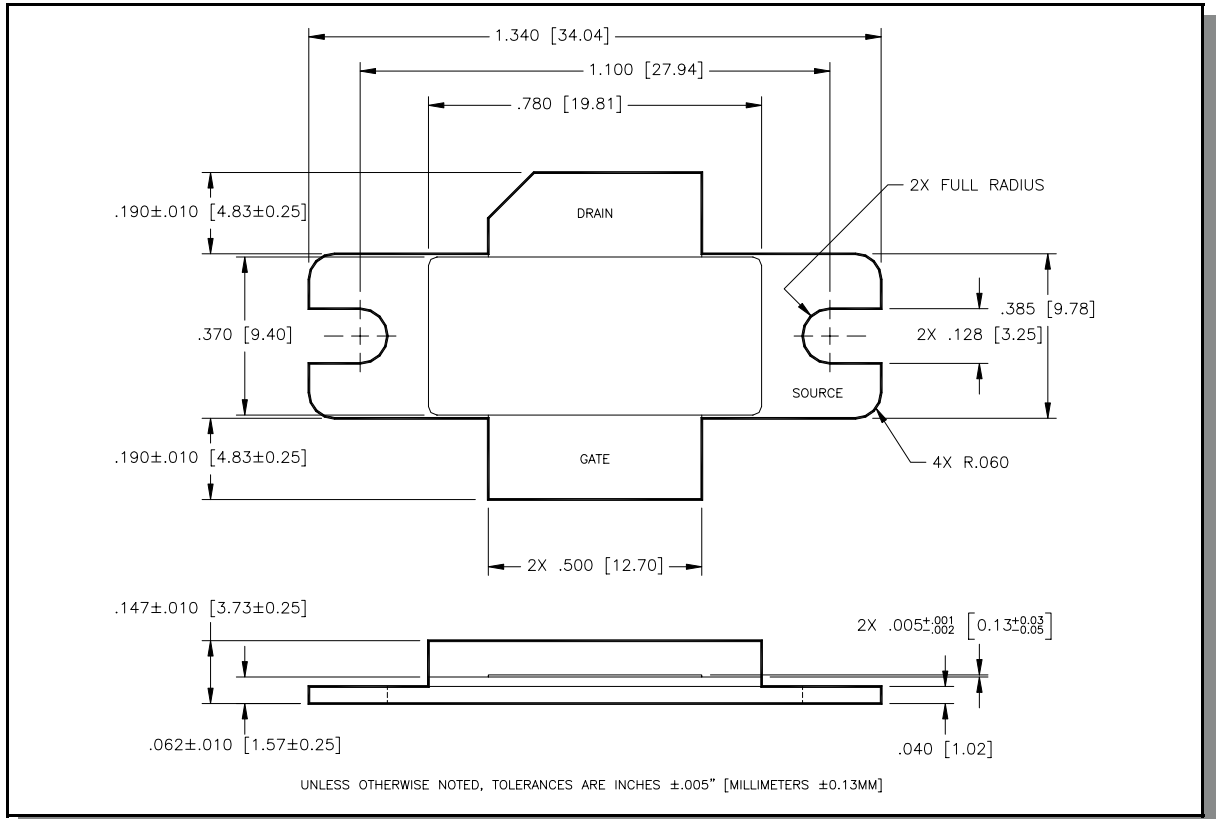 1.340 [34.04]
1.100 [27.94]
.780 [19.81]
2X FULL RADIUS
.190±.010 [4.83±0.25]
DRAIN
.385 [9.78]
.370 [9.40]
2X .128 [3.25]
SOURCE
.190±.010 [4.83±0.25]
GATE
4X R.060
2X .500 [12.70]
.147±.010 [3.73±0.25]
2X .005+.001-.002 [0.13+0.03-0.05]
.062±.010 [1.57±0.25]
.040 [1.02]
UNLESS OTHERWISE NOTED, TOLERANCES ARE INCHES ±.005" [MILLIMETERS ±0.13MM]